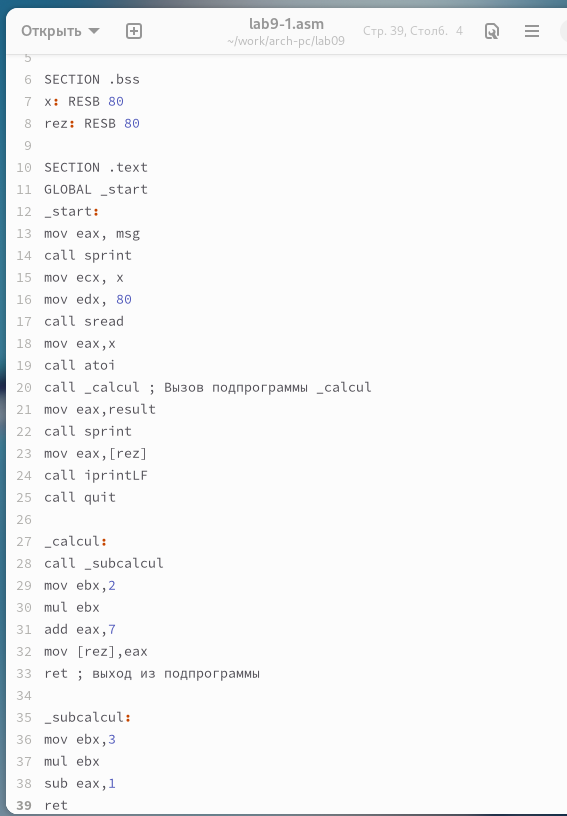 Открыть
lab9-1.asm
~/work/arch-pc/lab09
Стр. 39, Столб. 4
5
6 SECTION .bss
7 x: RESB 80
8 rez: RESB 80
9
10 SECTION .text
11 GLOBAL _start
12 _start:
13 mov eax, msg
14 call sprint
15 mov ecx, x
16 mov edx, 80
17 call sread
18 mov eax,x
19 call atoi
20 call _calcul ; Вызов подпрограммы _calcul
21 mov eax,result
22 call sprint
23 mov eax,[rez]
24 call iprintLF
25 call quit
26
27 _calcul:
28 call _subcalcul
29 mov ebx,2
30 mul ebx
31 add eax,7
32 mov [rez],eax
33 ret ; выход из подпрограммы
34
35 _subcalcul:
36 mov ebx,3
37 mul ebx
38 sub eax,1
39 ret